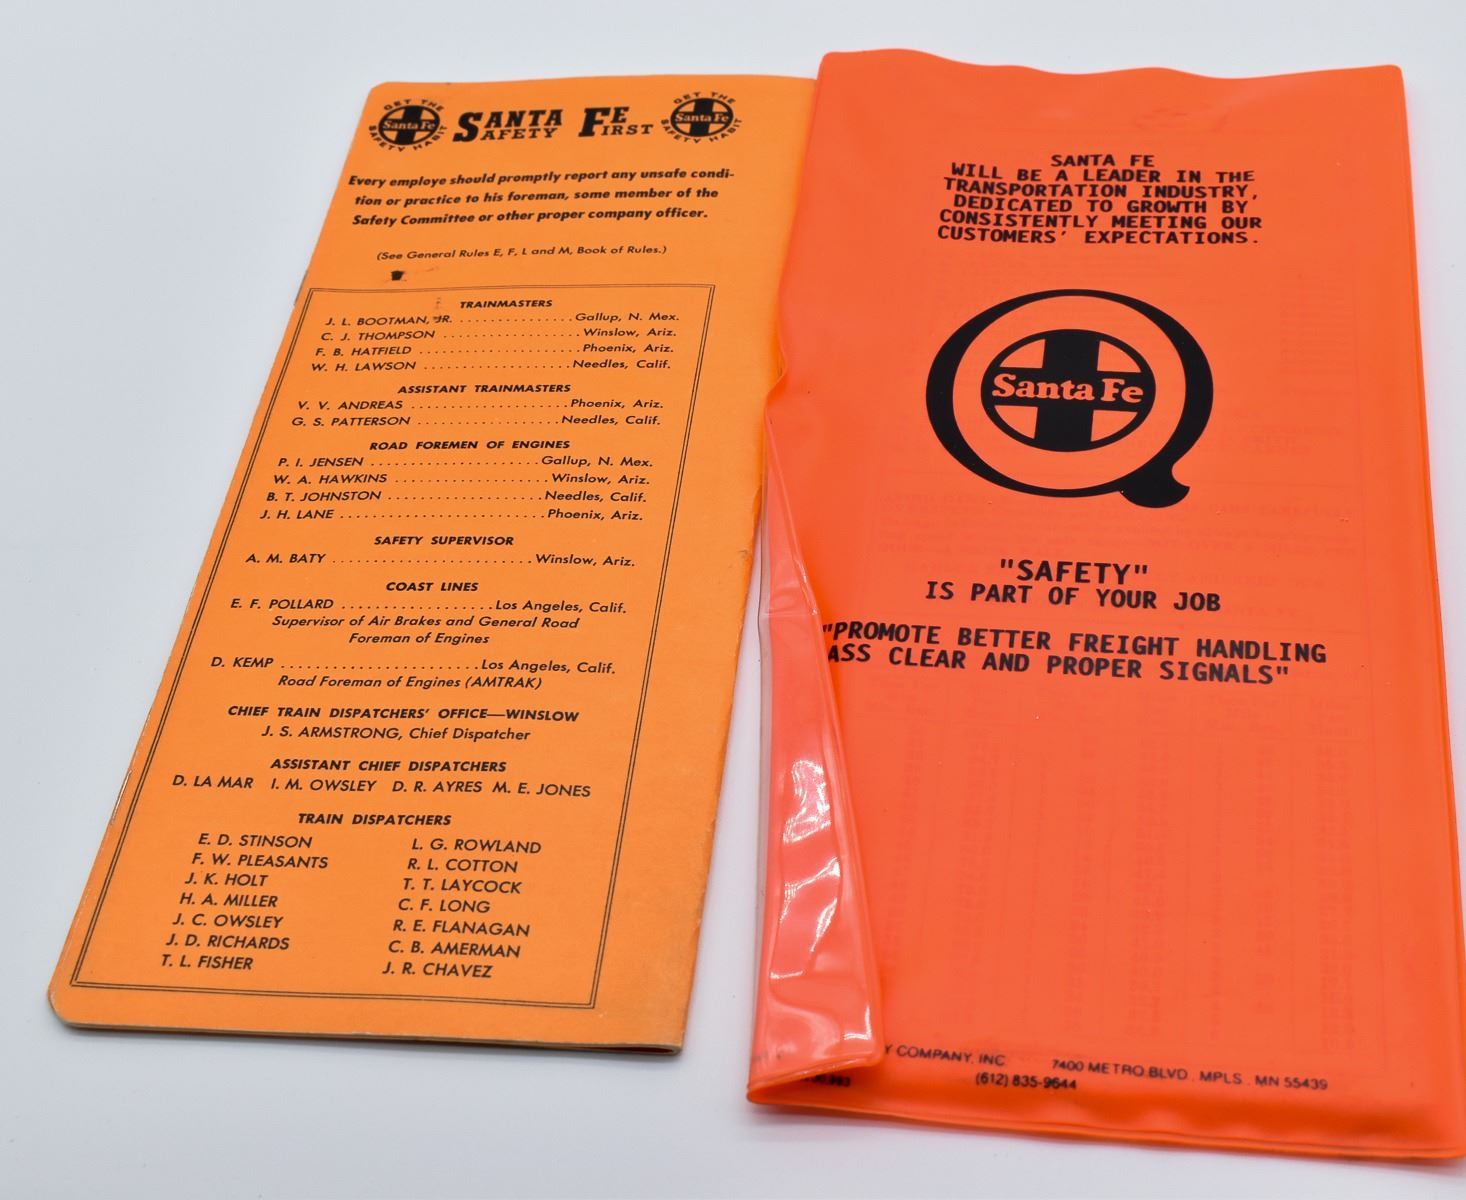 GET THE SAFETY HABIT
Santa Fe
SANTA FE
SAFETY FIRST
GET THE SAFETY HABIT
Santa Fe
Every employe should promptly report any unsafe condi-
tion or practice to his foreman, some member of the
Safety Committee or other proper company officer.
(See General Rules E, F, L and M, Book of Rules.)
TRAINMASTERS
J. L. BOOTMAN, JR. ............... Gallup, N. Mex.
C. J. THOMPSON ................. Winslow, Ariz.
F. B. HATFIELD .................... Phoenix, Ariz.
W. H. LAWSON .................. Needles, Calif.
ASSISTANT TRAINMASTERS
V. V. ANDREAS ................... Phoenix, Ariz.
G. S. PATTERSON .................. Needles, Calif.
ROAD FOREMEN OF ENGINES
P. I. JENSEN ..................... Gallup, N. Mex.
W. A. HAWKINS ................... Winslow, Ariz.
B. T. JOHNSTON ................... Needles, Calif.
J. H. LANE ......................... Phoenix, Ariz.
SAFETY SUPERVISOR
A. M. BATY ........................ Winslow, Ariz.
COAST LINES
E. F. POLLARD .................. Los Angeles, Calif.
Supervisor of Air Brakes and General Road
Foreman of Engines
D. KEMP ....................... Los Angeles, Calif.
Road Foreman of Engines (AMTRAK)
CHIEF TRAIN DISPATCHERS' OFFICE—WINSLOW
J. S. ARMSTRONG, Chief Dispatcher
ASSISTANT CHIEF DISPATCHERS
D. LA MAR I. M. OWSLEY D. R. AYRES M. E. JONES
TRAIN DISPATCHERS
E. D. STINSON L. G. ROWLAND
F. W. PLEASANTS R. L. COTTON
J. K. HOLT T. T. LAYCOCK
H. A. MILLER C. F. LONG
J. C. OWSLEY R. E. FLANAGAN
J. D. RICHARDS C. B. AMERMAN
T. L. FISHER J. R. CHAVEZ
SANTA FE
WILL BE A LEADER IN THE
TRANSPORTATION INDUSTRY,
DEDICATED TO GROWTH BY
CONSISTENTLY MEETING OUR
CUSTOMERS' EXPECTATIONS.
Q
Santa Fe
"SAFETY"
IS PART OF YOUR JOB
"PROMOTE BETTER FREIGHT HANDLING
ASS CLEAR AND PROPER SIGNALS"
Y COMPANY, INC 7400 METRO BLVD. MPLS. MN 55439
(612) 835-9644